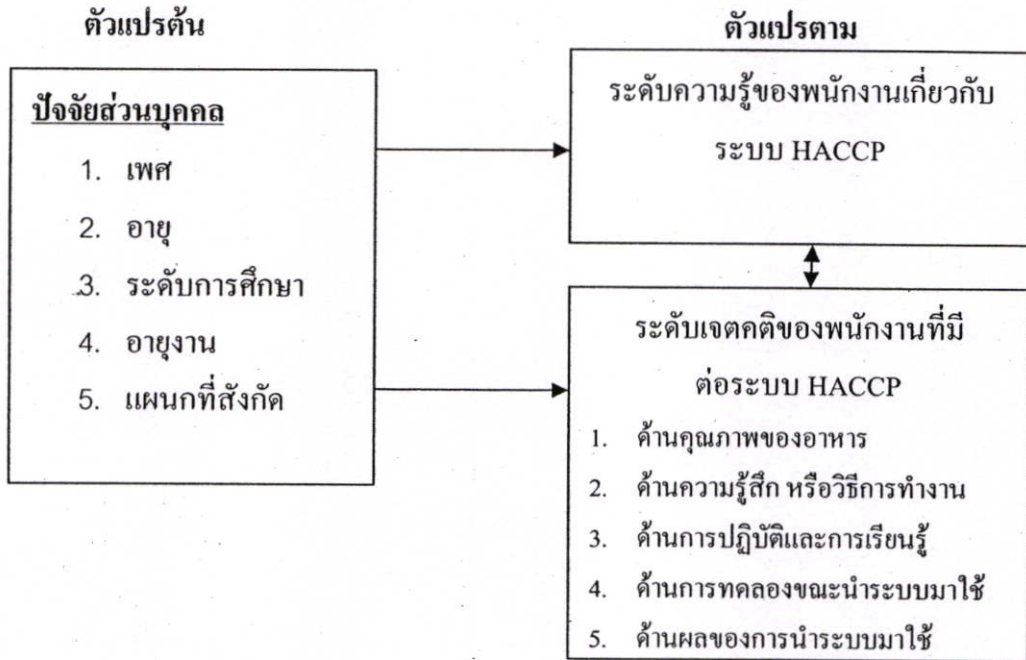 ตัวแปรต้น
ปัจจัยส่วนบุคคล
1. เพศ
2. อายุ
3. ระดับการศึกษา
4. อายุงาน
5. แผนกที่สังกัด
ตัวแปรตาม
ระดับความรู้ของพนักงานเกี่ยวกับ
ระบบ HACCP
ระดับเจตคติของพนักงานที่มี
ต่อระบบ HACCP
1. ด้านคุณภาพของอาหาร
2. ด้านความรู้สึก หรือวิธีการทำงาน
3. ด้านการปฏิบัติและการเรียนรู้
4. ด้านการทดลองขณะนำระบบมาใช้
5. ด้านผลของการนำระบบมาใช้